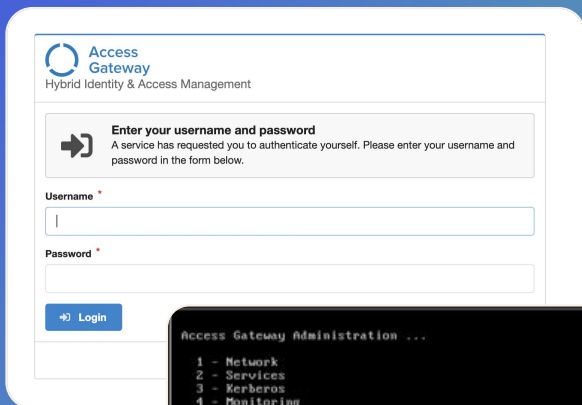 Access
Gateway
Hybrid Identity & Access Management
Enter your username and password
A service has requested you to authenticate yourself. Please enter your username and
password in the form below.
Username *
Password *
Login
Access Gateway Administration ...
1 - Network
2 - Services
3 - Kerberos
4 - Monitoring